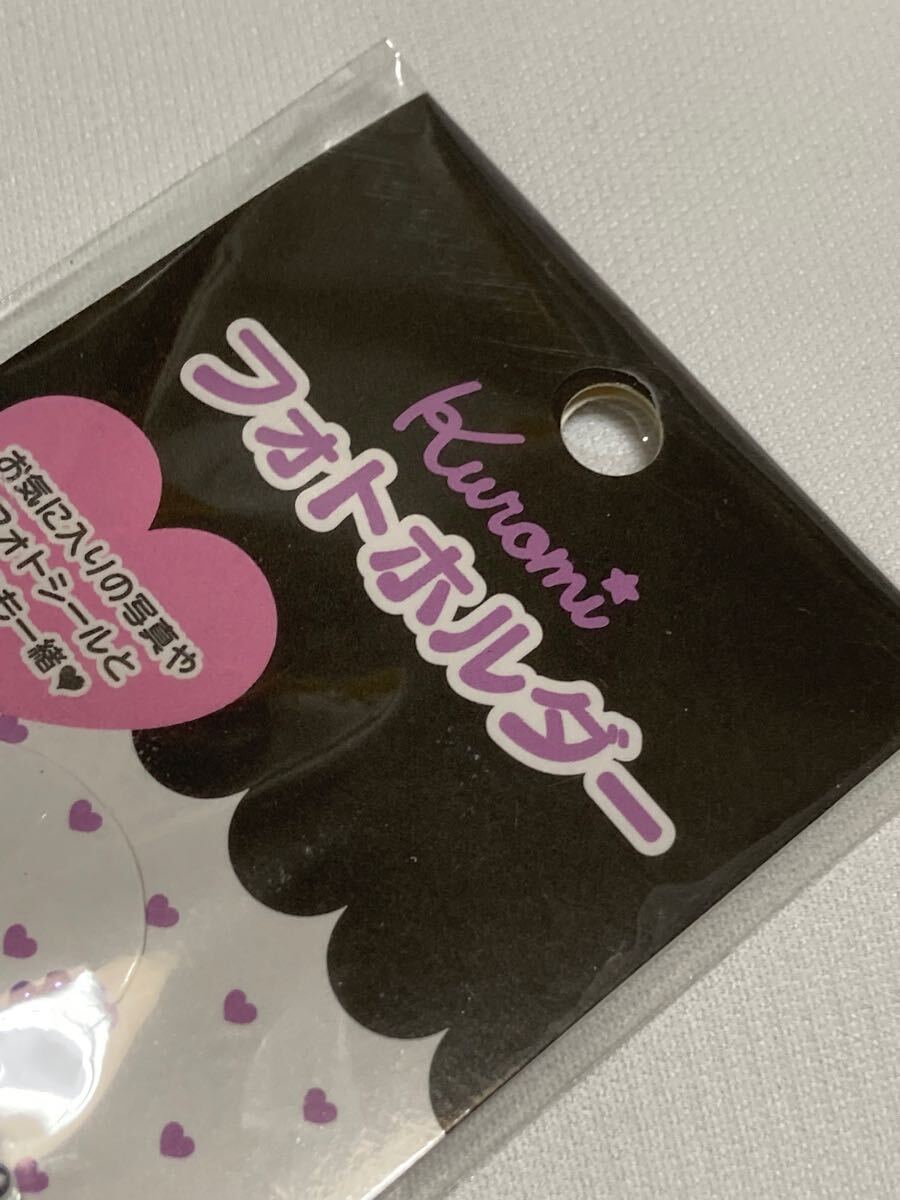 Kuromi
フォトホルダー
お気に入りの写真や
フォトシールと
も一緒♥